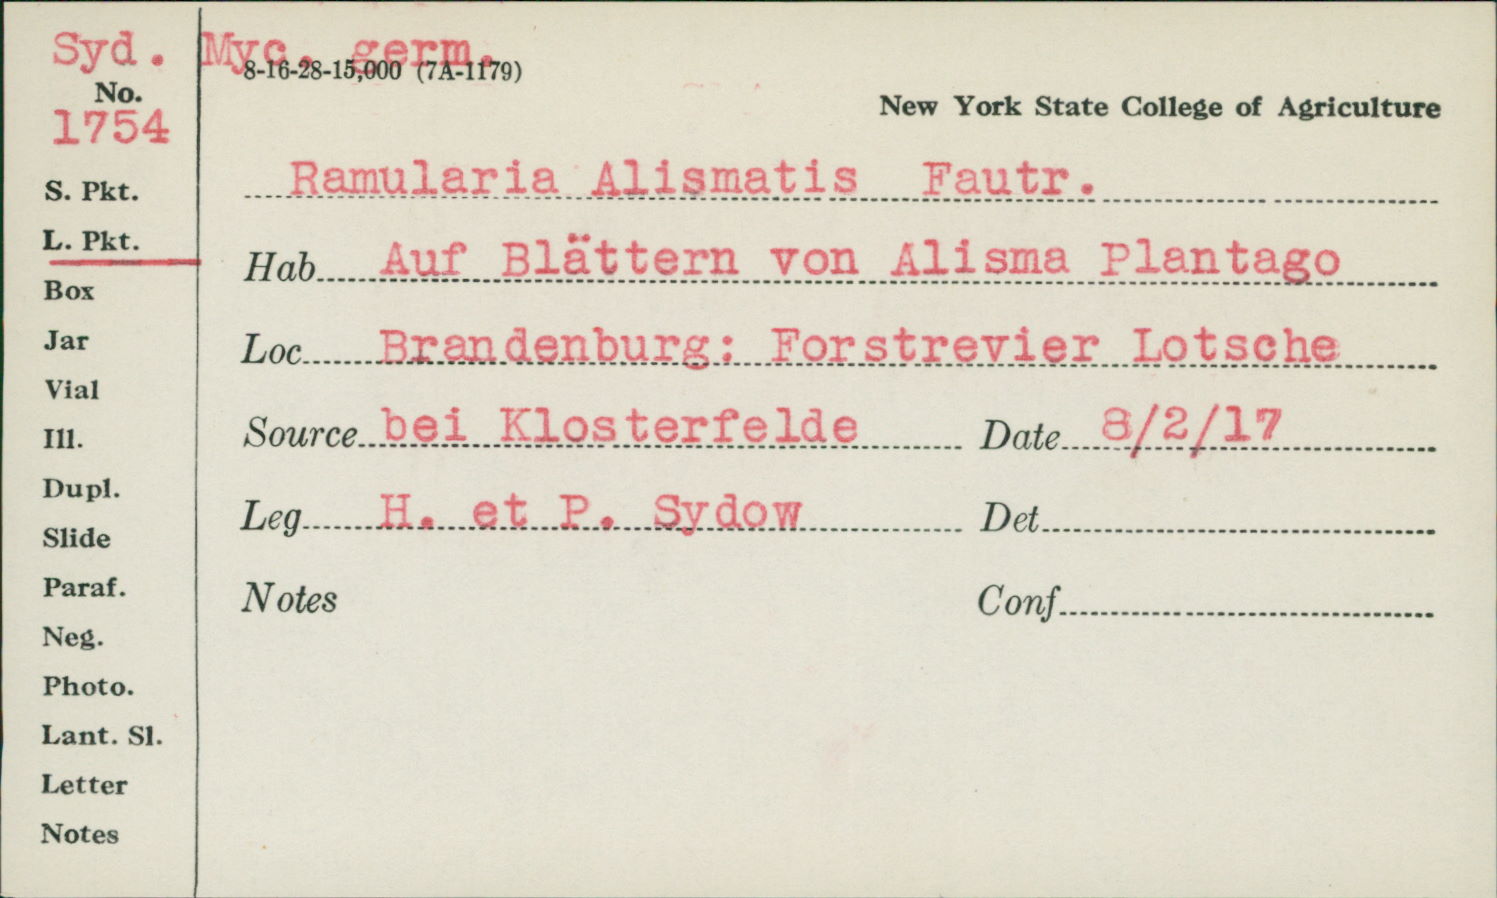 Syd. Myc. germ.
8-16-28-15,000 (7A-1179)
No.
New York State College of Agriculture
1754
Ramularia Alismatis Fautr.
S. Pkt.
L. Pkt.
Hab Auf Blättern von Alisma Plantago
Box
Jar
Loc Brandenburg: Forstrevier Lotsche
Vial
Ill.
Source bei Klosterfelde Date 8/2/17
Dupl.
Leg H. et P. Sydow Det
Slide
Paraf.
Notes Conf
Neg.
Photo.
Lant. Sl.
Letter
Notes